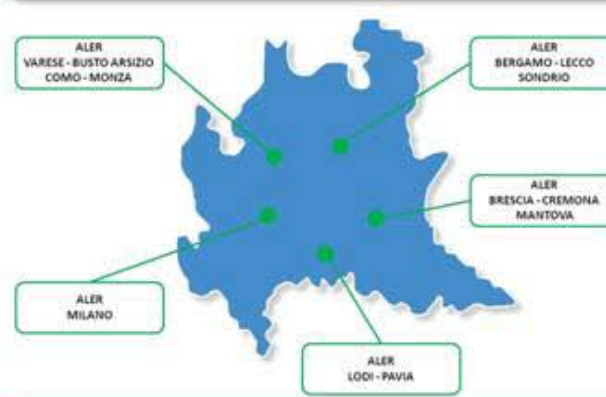 ALER
VARESE - BUSTO ARSIZIO
COMO - MONZA
ALER
BERGAMO - LECCO
SONDRIO
ALER
BRESCIA - CREMONA
MANTOVA
ALER
MILANO
ALER
LODI - PAVIA